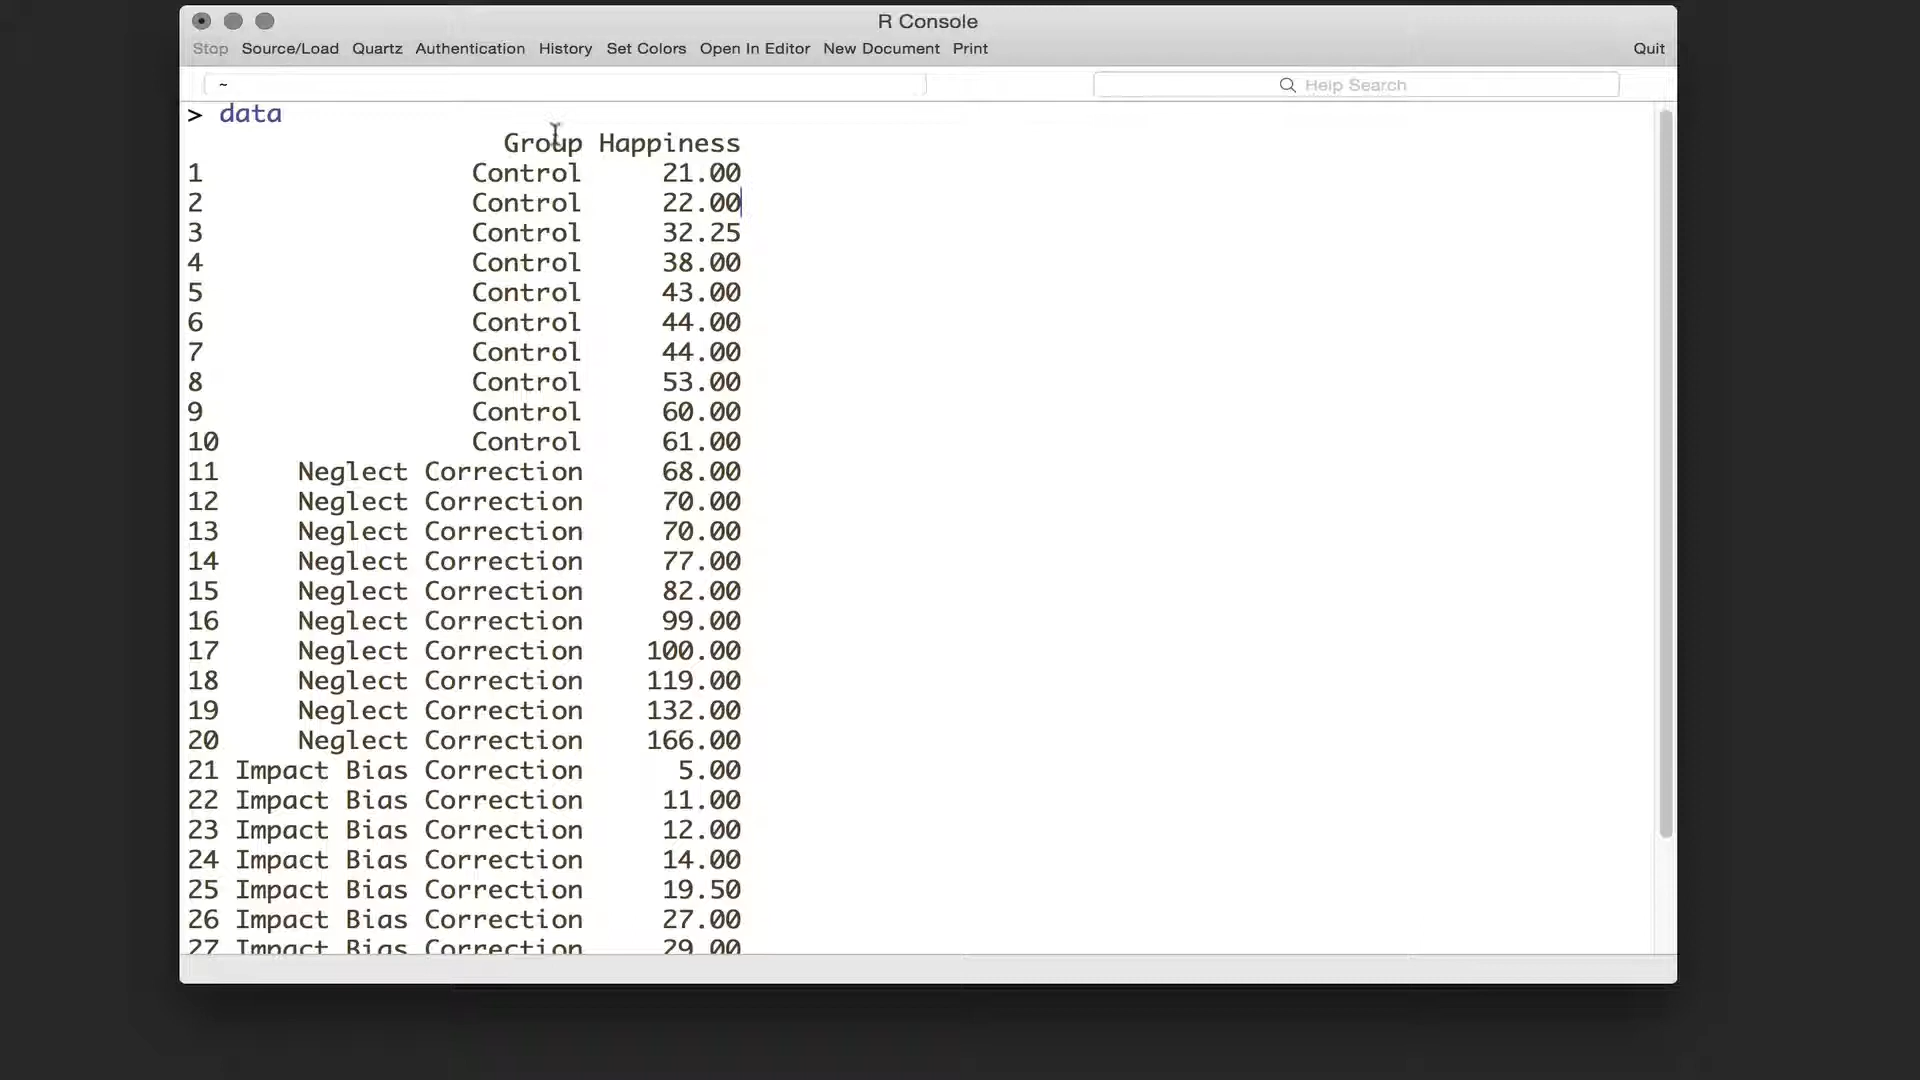 R Console
Stop Source/Load Quartz Authentication History Set Colors Open In Editor New Document Print Quit
~ Help Search
> data
Group Happiness
1 Control 21.00
2 Control 22.00
3 Control 32.25
4 Control 38.00
5 Control 43.00
6 Control 44.00
7 Control 44.00
8 Control 53.00
9 Control 60.00
10 Control 61.00
11 Neglect Correction 68.00
12 Neglect Correction 70.00
13 Neglect Correction 70.00
14 Neglect Correction 77.00
15 Neglect Correction 82.00
16 Neglect Correction 99.00
17 Neglect Correction 100.00
18 Neglect Correction 119.00
19 Neglect Correction 132.00
20 Neglect Correction 166.00
21 Impact Bias Correction 5.00
22 Impact Bias Correction 11.00
23 Impact Bias Correction 12.00
24 Impact Bias Correction 14.00
25 Impact Bias Correction 19.50
26 Impact Bias Correction 27.00
27 Impact Bias Correction 29.00